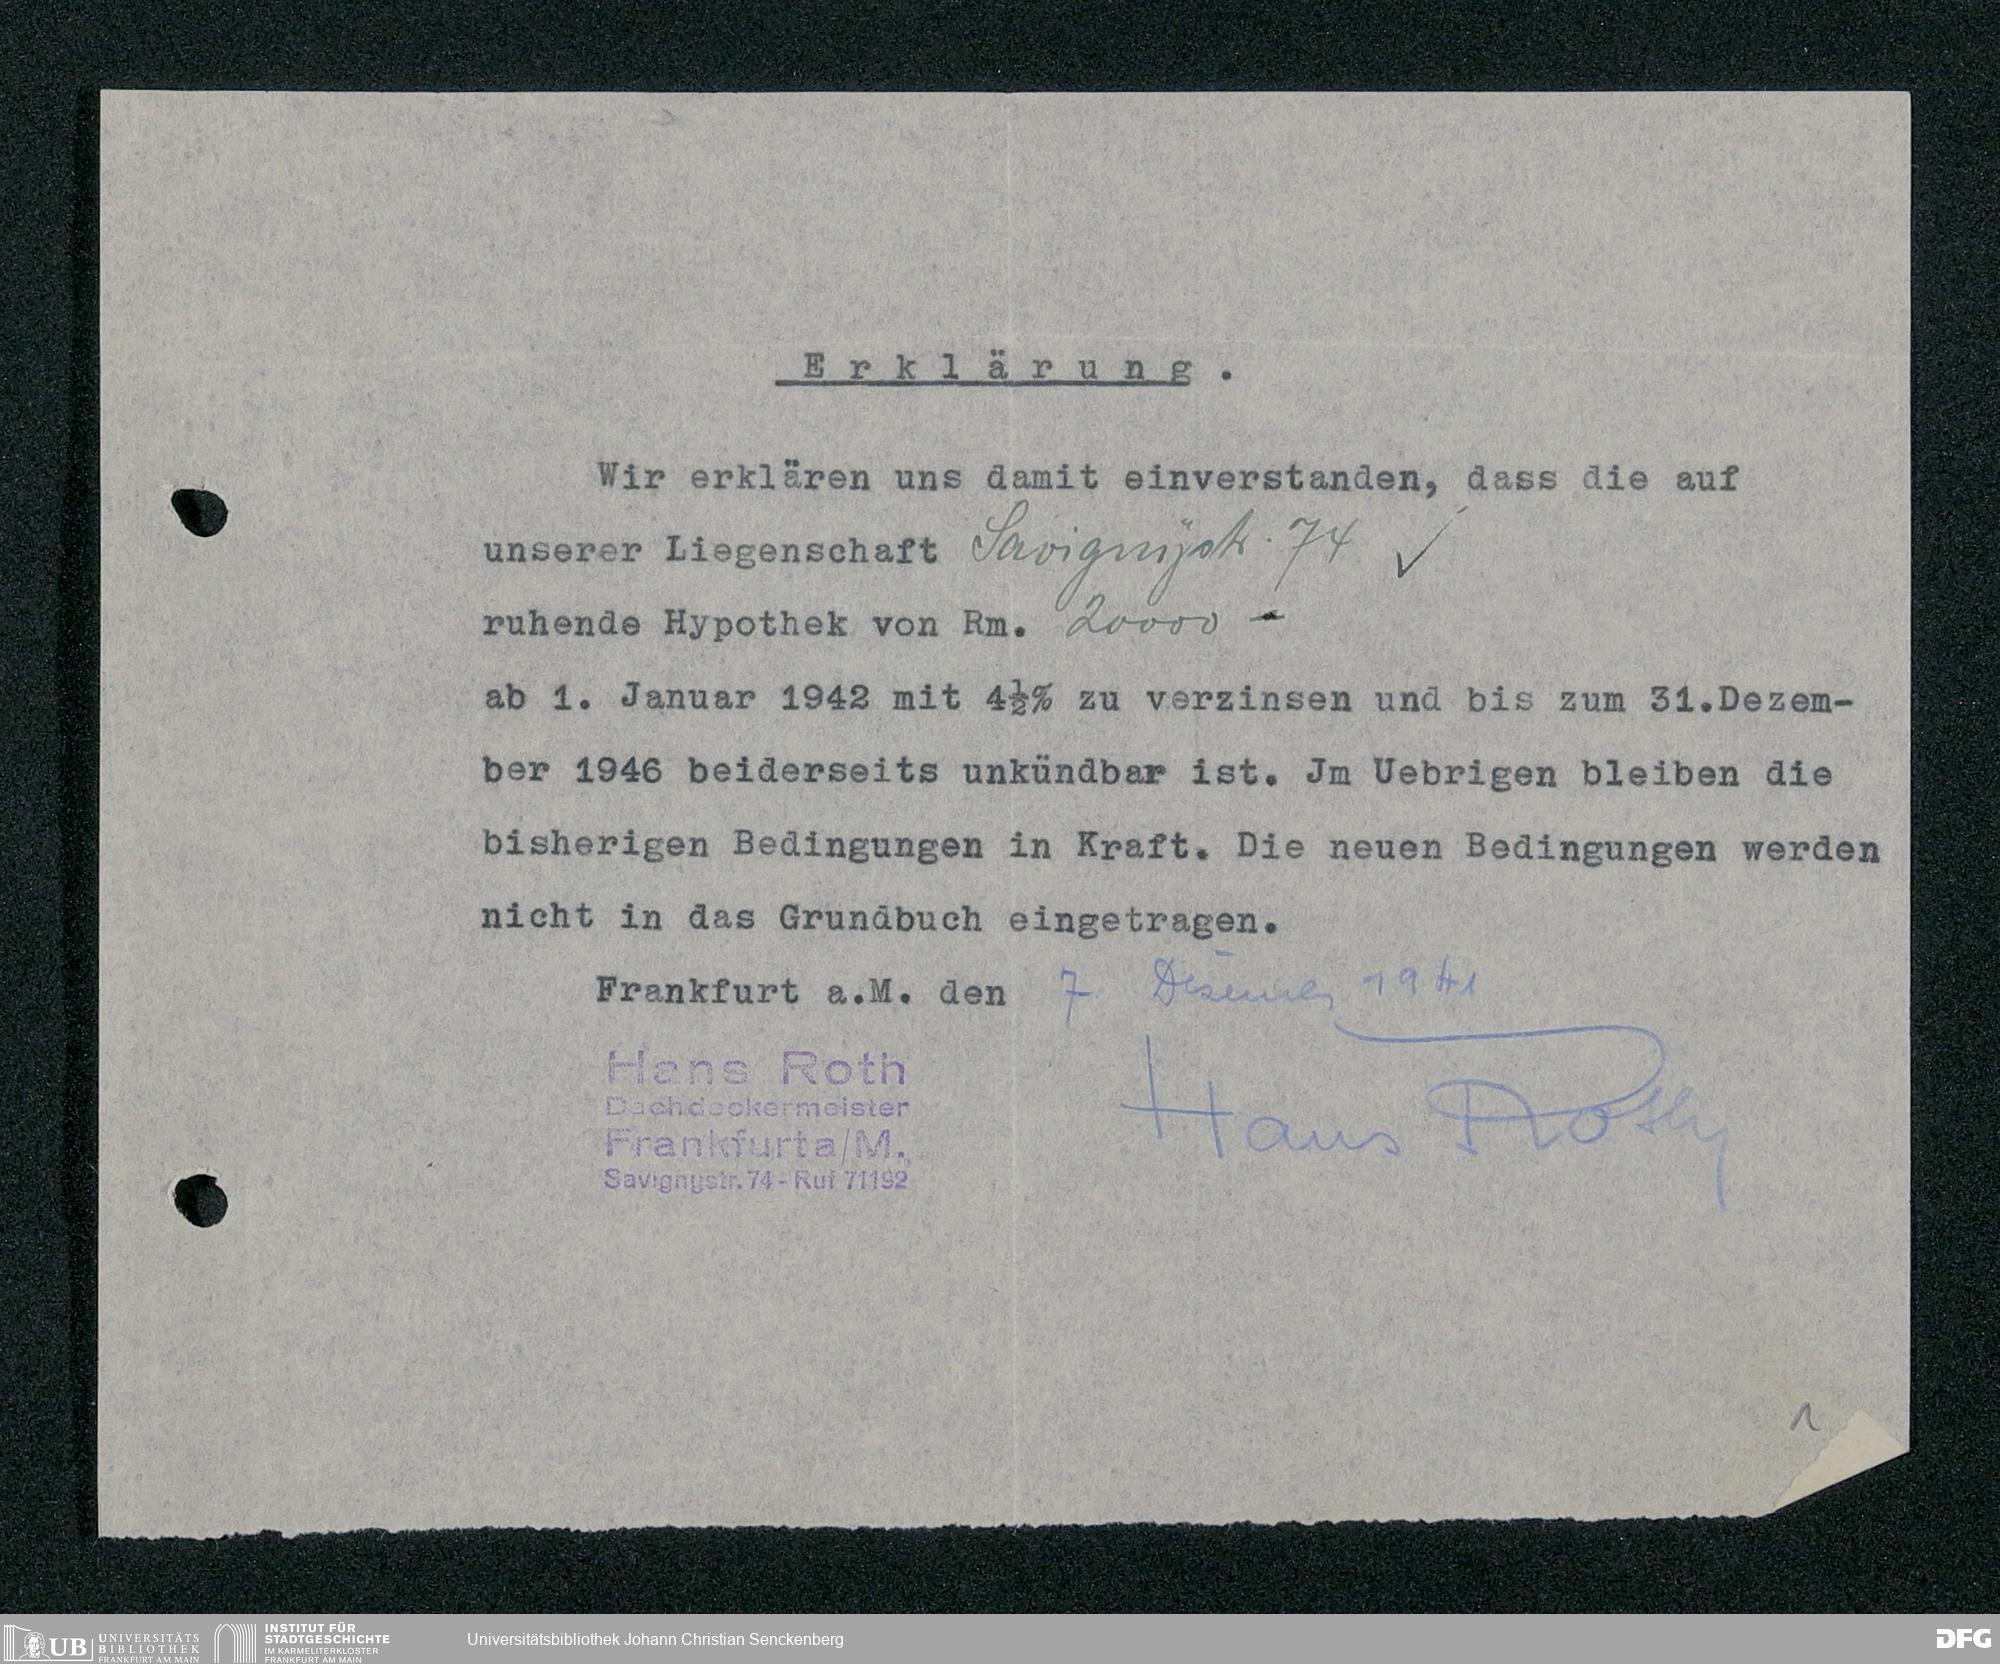 Erklärung.
Wir erklären uns damit einverstanden, dass die auf
unserer Liegenschaft Savignystr. 74
ruhende Hypothek von Rm. 20000 -
ab 1. Januar 1942 mit 4½% zu verzinsen und bis zum 31.Dezem-
ber 1946 beiderseits unkündbar ist. Jm Uebrigen bleiben die
bisherigen Bedingungen in Kraft. Die neuen Bedingungen werden
nicht in das Grundbuch eingetragen.
Frankfurt a.M. den 7. 1941
Hans Roth
Dachdeckermeister
Frankfurt a/M.
Savignystr. 74 - Ruf 71192
Hans Roth
1
UB UNIVERSITÄTS BIBLIOTHEK FRANKFURT AM MAIN
INSTITUT FÜR STADTGESCHICHTE IM KARMELITERKLOSTER FRANKFURT AM MAIN
Universitätsbibliothek Johann Christian Senckenberg
DFG